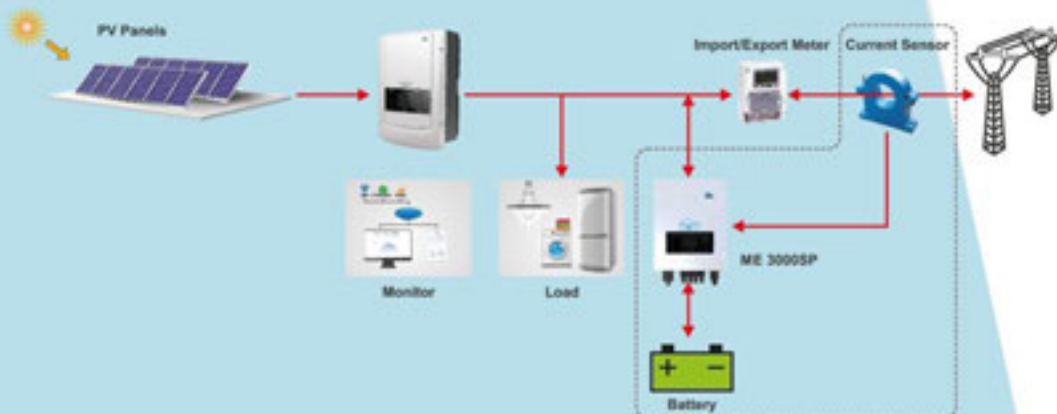 PV Panels
Import/Export Meter
Current Sensor
ME 3000SP
Monitor
Load
+ −
Battery